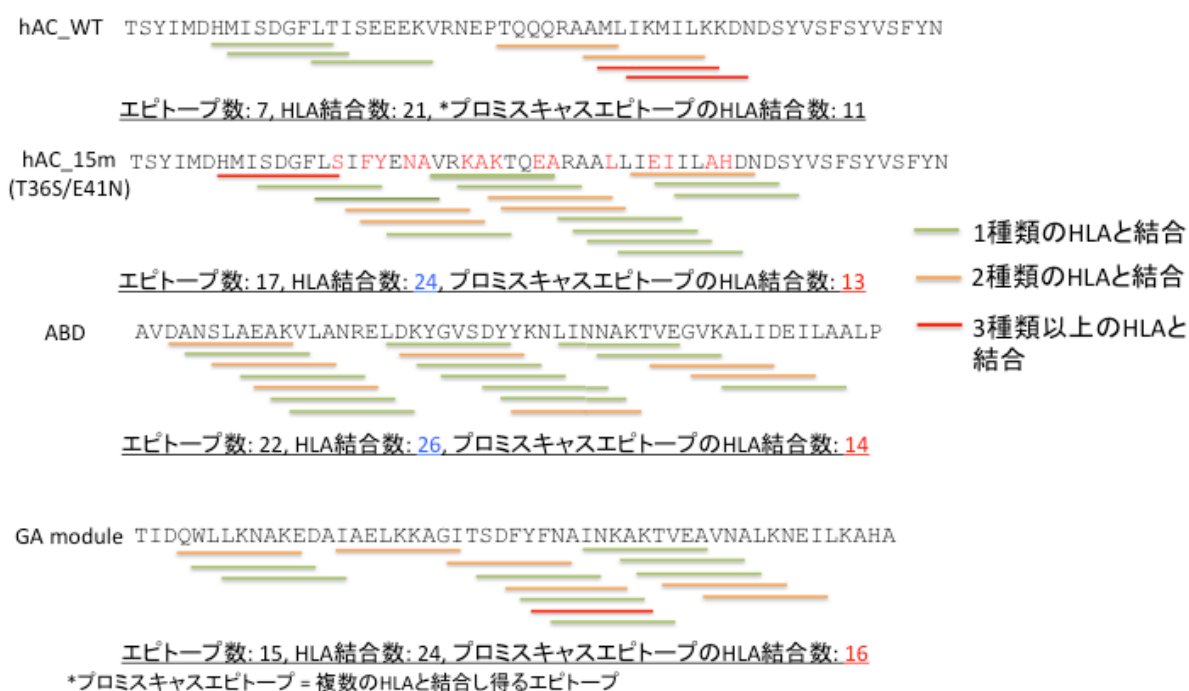 hAC_WT TSYIMDHMISDGFLTISEEEKVRNEPTQQQRAAMLIKMILKKDNDSYVSFSYVSFYN
エピトープ数: 7, HLA結合数: 21, *プロミスキャスエピトープのHLA結合数: 11
hAC_15m TSYIMDHMISDGFLSIFYENAVRKAKTQEARAALLIEIILAHDNDSYVSFSYVSFYN
(T36S/E41N)
1種類のHLAと結合
2種類のHLAと結合
3種類以上のHLAと
結合
エピトープ数: 17, HLA結合数: 24, プロミスキャスエピトープのHLA結合数: 13
ABD AVDANSLAEAKVLANRELDKYGVSDYYKNLINNAKTVEGVKALIDEILAALP
エピトープ数: 22, HLA結合数: 26, プロミスキャスエピトープのHLA結合数: 14
GA module TIDQWLLKNAKEDAIAELKKAGITSDFYFNAINKAKTVEAVNALKNEILKAHA
エピトープ数: 15, HLA結合数: 24, プロミスキャスエピトープのHLA結合数: 16
*プロミスキャスエピトープ = 複数のHLAと結合し得るエピトープ